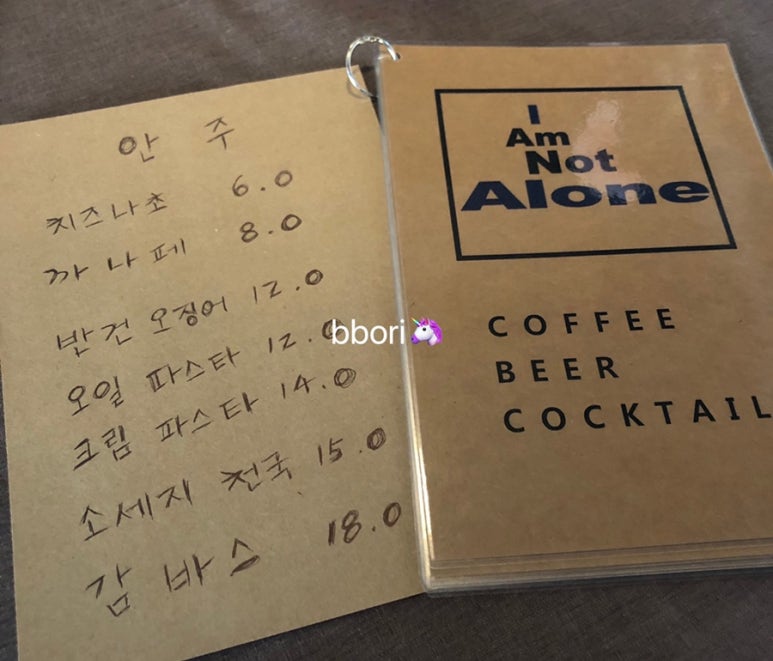 안주
치즈나쵸 6.0
까나페 8.0
반건 오징어 12.0
오일 파스타 12.0
크림 파스타 14.0
소세지 천국 15.0
감바스 18.0
I
Am
Not
Alone
COFFEE
BEER
COCKTAIL
bbori🦄